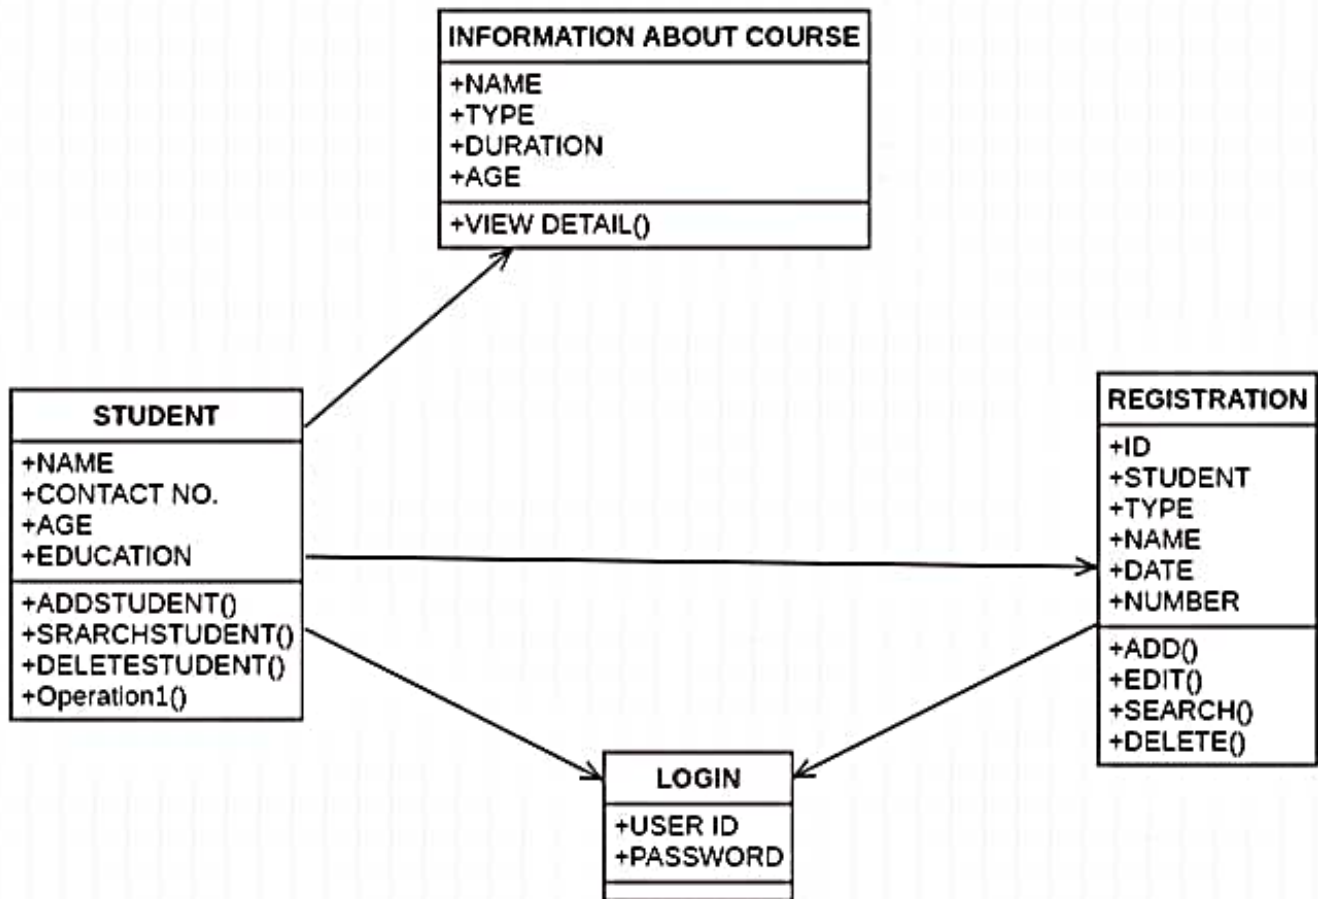 INFORMATION ABOUT COURSE
+NAME
+TYPE
+DURATION
+AGE
+VIEW DETAIL()
STUDENT
+NAME
+CONTACT NO.
+AGE
+EDUCATION
+ADDSTUDENT()
+SRARCHSTUDENT()
+DELETESTUDENT()
+Operation1()
REGISTRATION
+ID
+STUDENT
+TYPE
+NAME
+DATE
+NUMBER
+ADD()
+EDIT()
+SEARCH()
+DELETE()
LOGIN
+USER ID
+PASSWORD